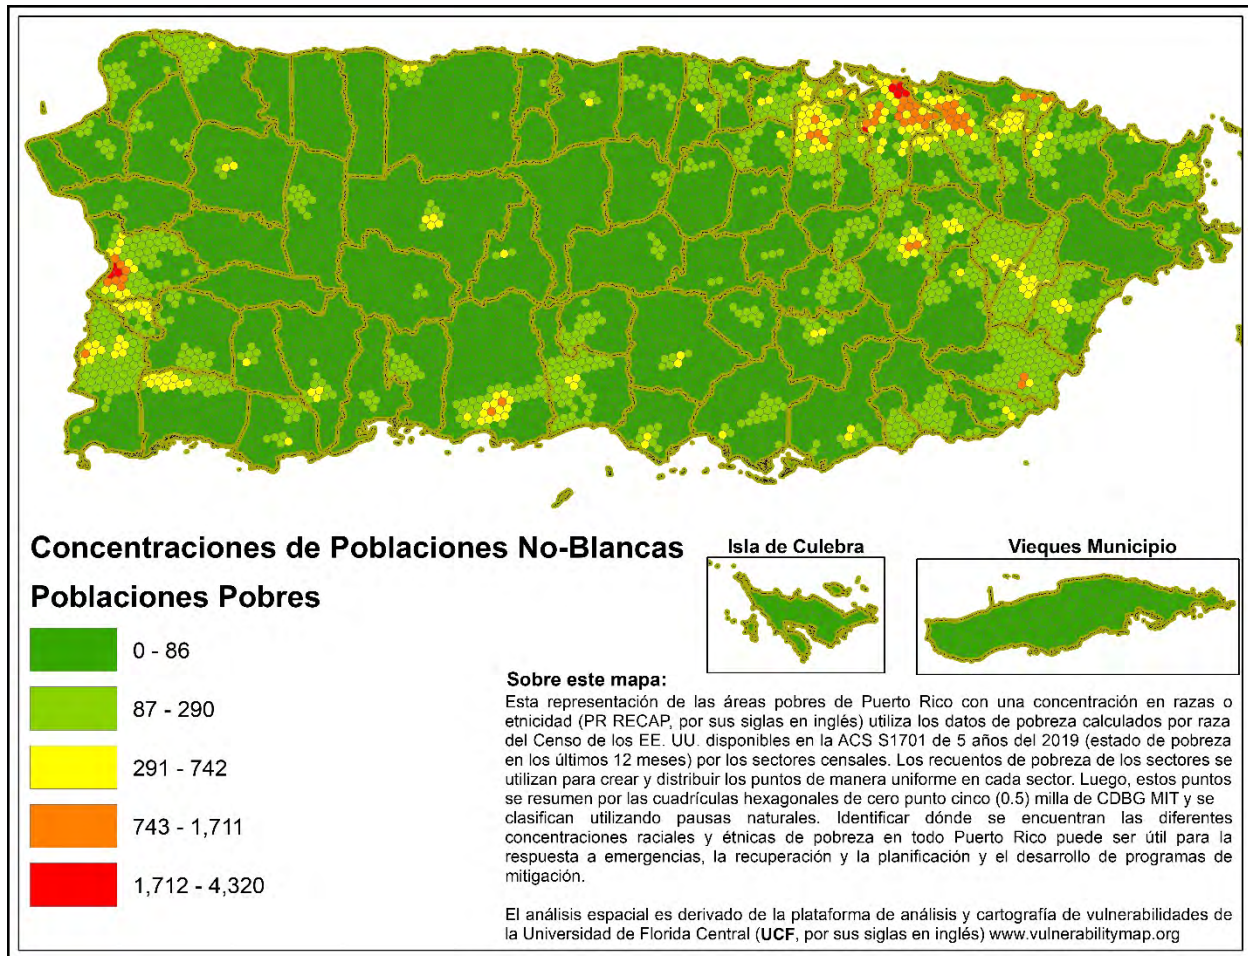 Concentraciones de Poblaciones No-Blancas
Poblaciones Pobres
0 - 86
87 - 290
291 - 742
743 - 1,711
1,712 - 4,320
Isla de Culebra
Vieques Municipio
Sobre este mapa:
Esta representación de las áreas pobres de Puerto Rico con una concentración en razas o
etnicidad (PR RECAP, por sus siglas en inglés) utiliza los datos de pobreza calculados por raza
del Censo de los EE. UU. disponibles en la ACS S1701 de 5 años del 2019 (estado de pobreza
en los últimos 12 meses) por los sectores censales. Los recuentos de pobreza de los sectores se
utilizan para crear y distribuir los puntos de manera uniforme en cada sector. Luego, estos puntos
se resumen por las cuadrículas hexagonales de cero punto cinco (0.5) milla de CDBG MIT y se
clasifican utilizando pausas naturales. Identificar dónde se encuentran las diferentes
concentraciones raciales y étnicas de pobreza en todo Puerto Rico puede ser útil para la
respuesta a emergencias, la recuperación y la planificación y el desarrollo de programas de
mitigación.
El análisis espacial es derivado de la plataforma de análisis y cartografía de vulnerabilidades de
la Universidad de Florida Central (UCF, por sus siglas en inglés) www.vulnerabilitymap.org